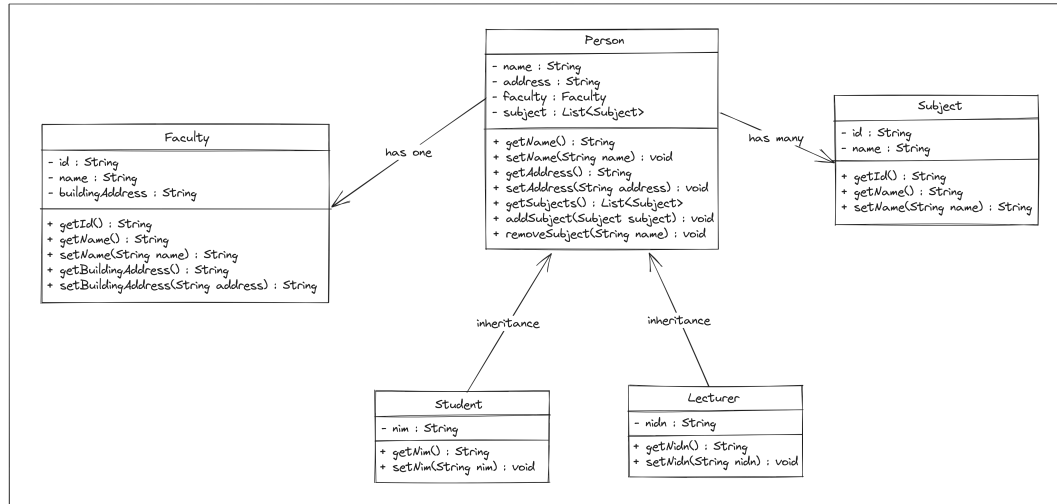 Person
- name : String
- address : String
- faculty : Faculty
- subject : List<Subject>
+ getName() : String
+ setName(String name) : void
+ getAddress() : String
+ setAddress(String address) : void
+ getSubjects() : List<Subject>
+ addSubject(Subject subject) : void
+ removeSubject(String name) : void
has one
has many
Faculty
- id : String
- name : String
- buildingAddress : String
+ getId() : String
+ getName() : String
+ setName(String name) : String
+ getBuildingAddress() : String
+ setBuildingAddress(String address) : String
Subject
- id : String
- name : String
+ getId() : String
+ getName() : String
+ setName(String name) : String
inheritance
inheritance
Student
- nim : String
+ getNim() : String
+ setNim(String nim) : void
Lecturer
- nidn : String
+ getNidn() : String
+ setNidn(String nidn) : void